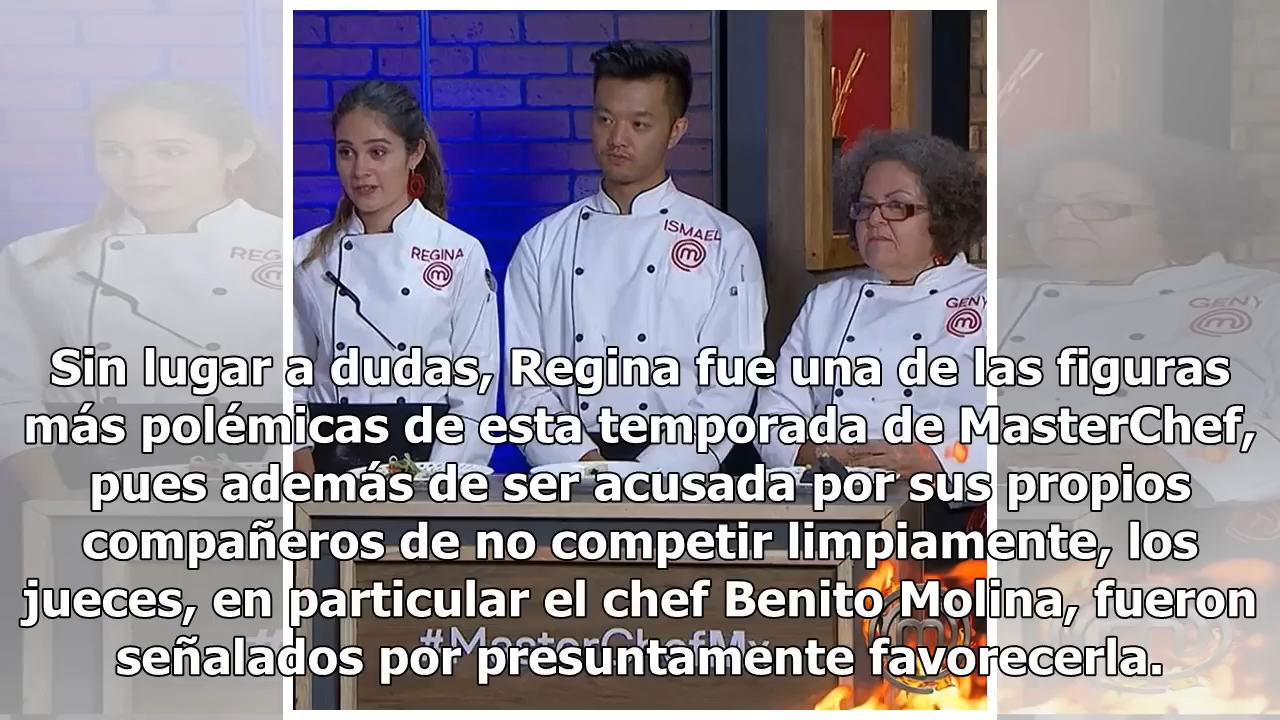 REGINA
ISMAEL
GENY
REGI
GENY
Sin lugar a dudas, Regina fue una de las figuras
más polémicas de esta temporada de MasterChef,
pues además de ser acusada por sus propios
compañeros de no competir limpiamente, los
jueces, en particular el chef Benito Molina, fueron
señalados por presuntamente favorecerla.
#MasterChefMx